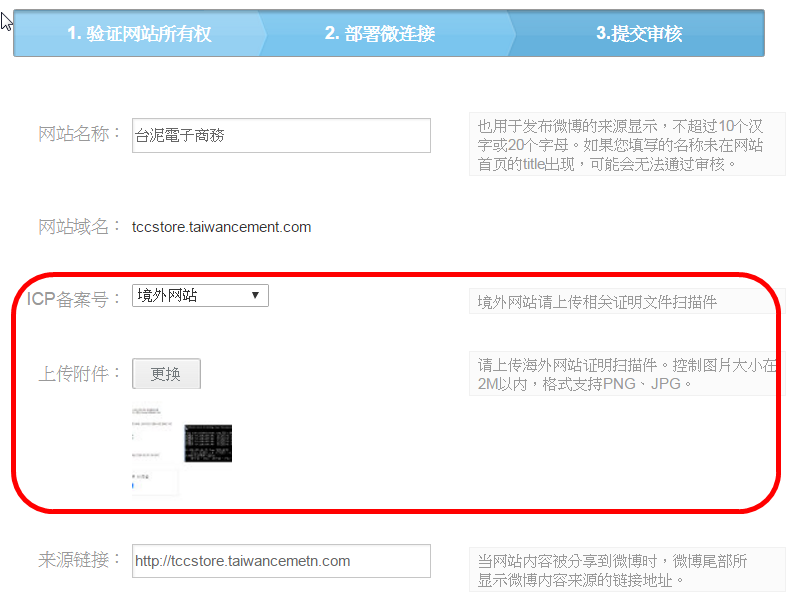 1. 验证网站所有权
2. 部署微连接
3.提交审核
网站名称：
台泥電子商務
也用于发布微博的来源显示，不超过10个汉
字或20个字母。如果您填写的名称未在网站
首页的title出现，可能会无法通过审核。
网站域名：
tccstore.taiwancement.com
ICP备案号：
境外网站
境外网站请上传相关证明文件扫描件
上传附件：
更换
请上传海外网站证明扫描件。控制图片大小在
2M以内，格式支持PNG、JPG。
来源链接：
http://tccstore.taiwancemetn.com
当网站内容被分享到微博时，微博尾部所
显示微博内容来源的链接地址。